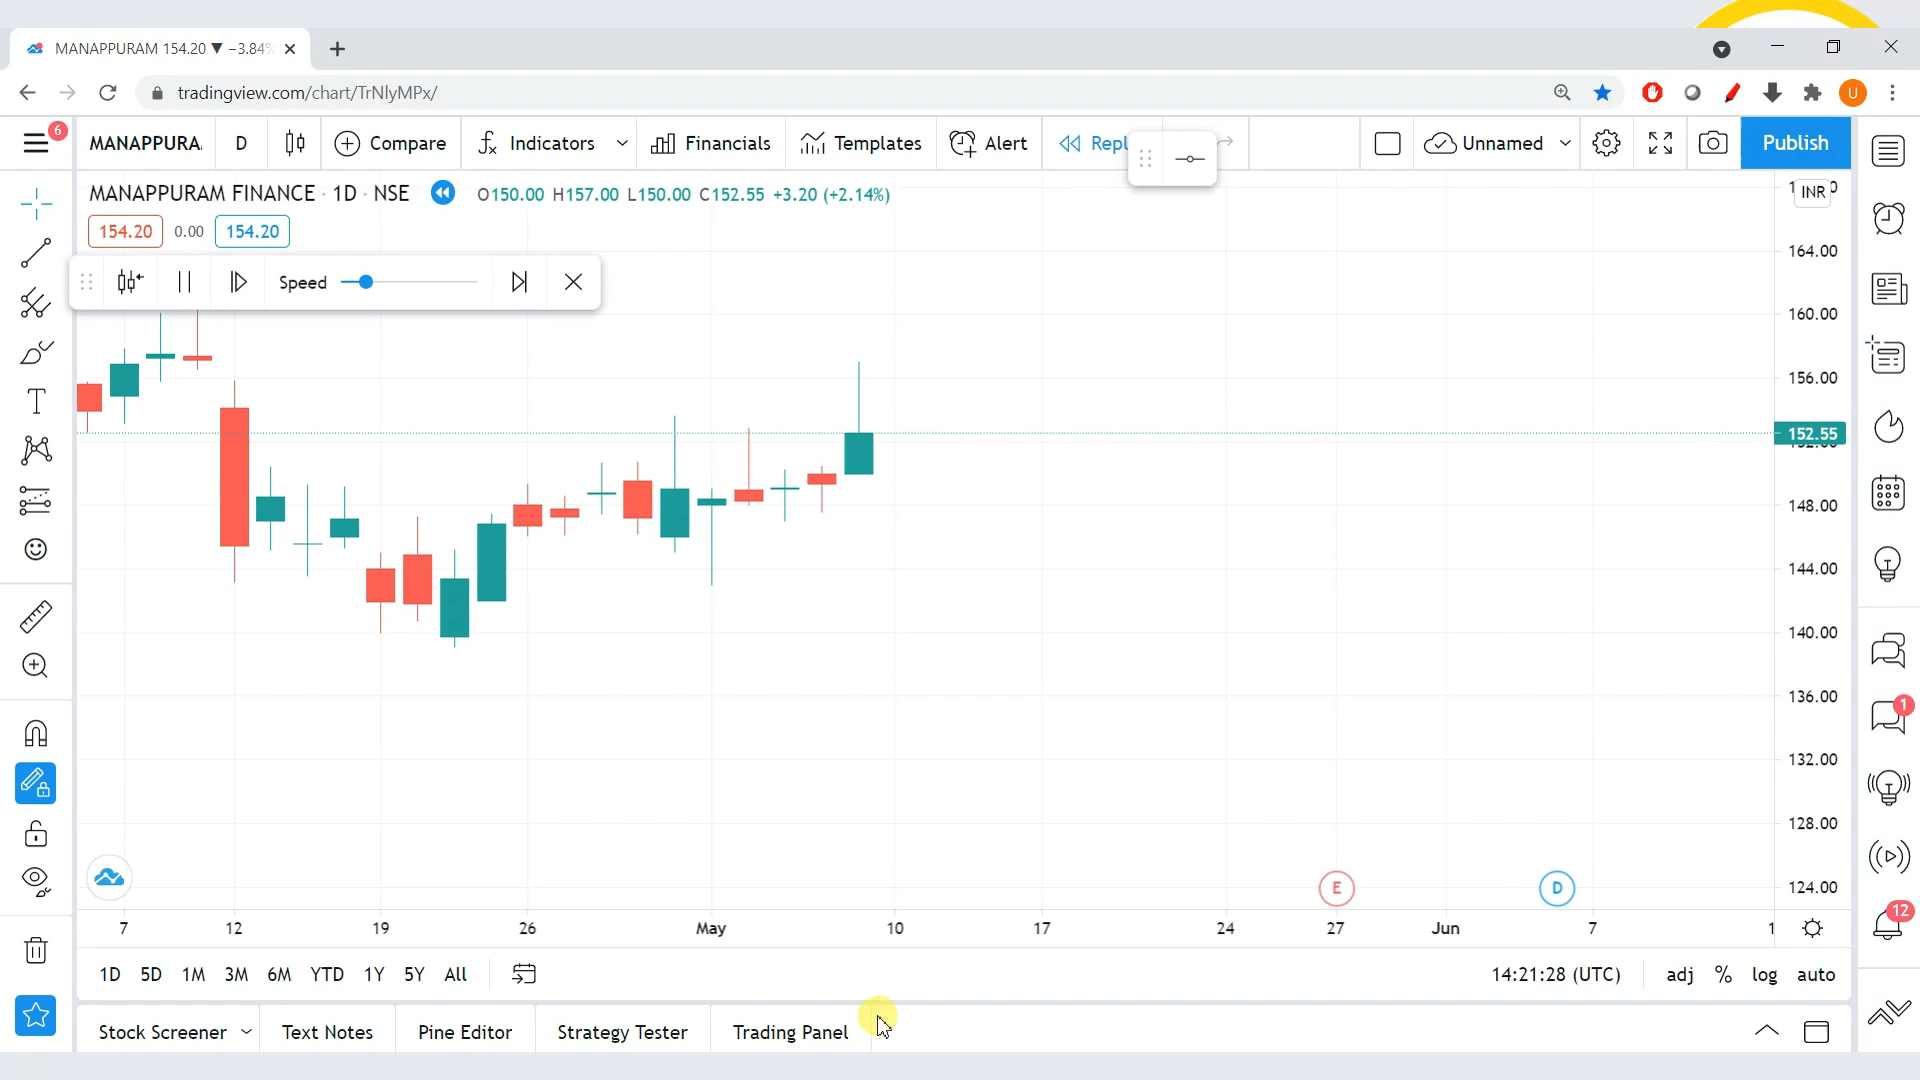 MANAPPURAM 154.20 ▼ −3.84%
tradingview.com/chart/TrNlyMPx/
U
6
MANAPPURA
D
Compare
Indicators
Financials
Templates
Alert
Repl
Unnamed
Publish
MANAPPURAM FINANCE · 1D · NSE
O150.00 H157.00 L150.00 C152.55 +3.20 (+2.14%)
INR
154.20 0.00 154.20
Speed
164.00
160.00
156.00
152.55
148.00
144.00
140.00
136.00
132.00
128.00
124.00
E
D
7 12 19 26 May 10 17 24 27 Jun 7 1
1D 5D 1M 3M 6M YTD 1Y 5Y All
14:21:28 (UTC) adj % log auto
Stock Screener Text Notes Pine Editor Strategy Tester Trading Panel
1
12